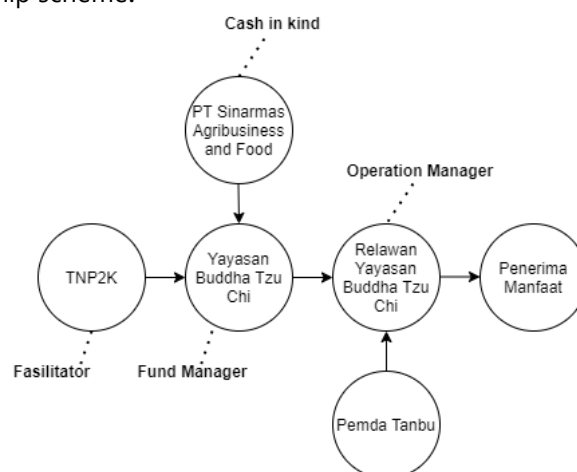 hip scheme.
Cash in kind
PT Sinarmas
Agribusiness
and Food
Operation Manager
TNP2K
Yayasan
Buddha Tzu
Chi
Relawan
Yayasan
Buddha Tzu
Chi
Penerima
Manfaat
Fasilitator
Fund Manager
Pemda Tanbu